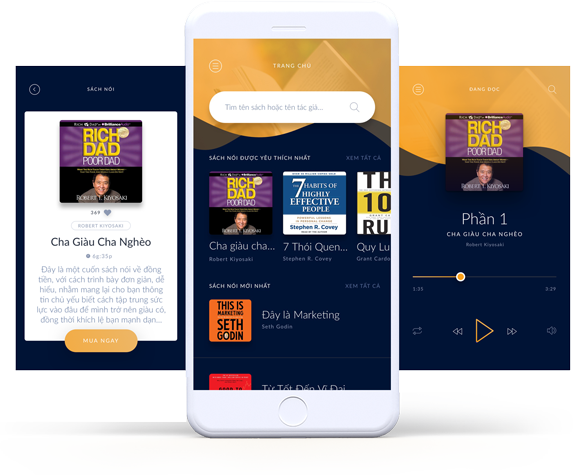 SÁCH NÓI
RICH
DAD
POOR DAD
ROBERT T. KIYOSAKI
369
ROBERT KIYOSAKI
Cha Giàu Cha Nghèo
6g:35p
Đây là một cuốn sách nói về đồng
tiền, với cách trình bày đơn giản, dễ
hiểu, nhằm mang lại cho bạn thông
tin chủ yếu biết cách tập trung sức
lực vào đâu để mình trở nên giàu có,
đồng thời khích lệ bạn mạnh dạn...
MUA NGAY
TRANG CHỦ
Tìm tên sách hoặc tên tác giả...
SÁCH NÓI ĐƯỢC YÊU THÍCH NHẤT
XEM TẤT CẢ
RICH
DAD
POOR DAD
ROBERT T. KIYOSAKI
7 HABITS OF
HIGHLY
EFFECTIVE
PEOPLE
Stephen R. Covey
THE
10
RU
Cha giàu cha...
Robert Kiyosaki
7 Thói Quen...
Stephen R. Covey
Quy Lu
Grant Cardo
SÁCH NÓI MỚI NHẤT
XEM TẤT CẢ
THIS IS
MARKETING
SETH
GODIN
Đây là Marketing
Seth Godin
Từ Tốt Đến Vĩ Đại
ĐANG ĐỌC
RICH
DAD
POOR DAD
ROBERT T. KIYOSAKI
Phần 1
CHA GIÀU CHA NGHÈO
Robert Kiyosaki
1:35
3:29